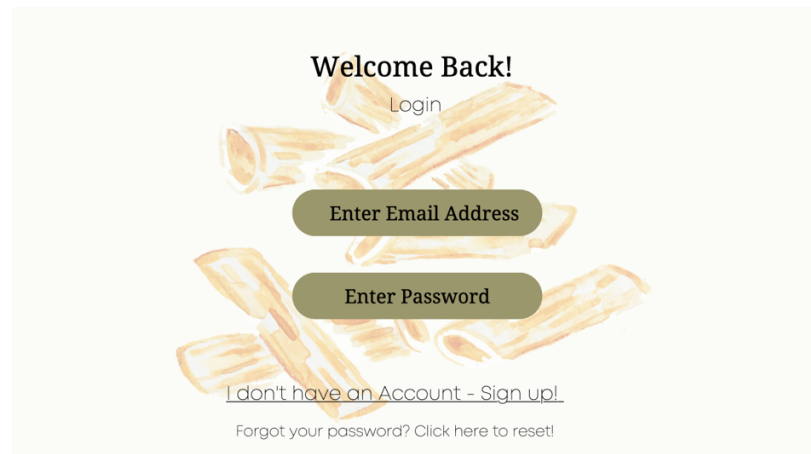 Welcome Back!
Login
Enter Email Address
Enter Password
I don't have an Account - Sign up!
Forgot your password? Click here to reset!